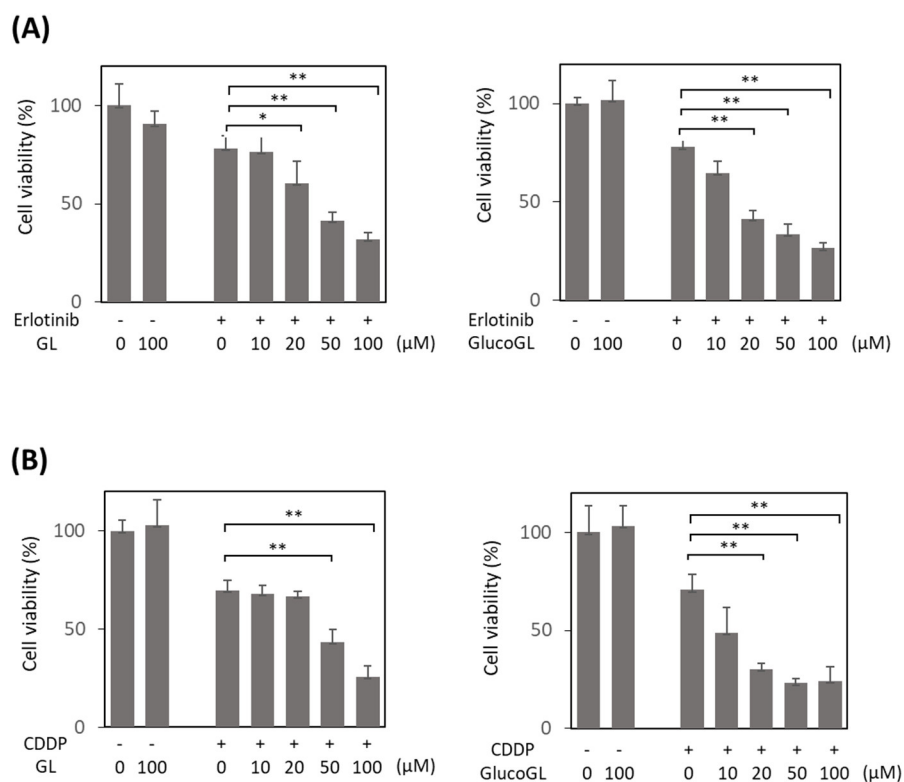 (A)
Cell viability (%)
100
50
0
**
**
*
Erlotinib - - + + + + +
GL 0 100 0 10 20 50 100 (μM)
Cell viability (%)
100
50
0
**
**
**
Erlotinib - - + + + + +
GlucoGL 0 100 0 10 20 50 100 (μM)
(B)
Cell viability (%)
100
50
0
**
**
CDDP - - + + + + +
GL 0 100 0 10 20 50 100 (μM)
Cell viability (%)
100
50
0
**
**
**
CDDP - - + + + + +
GlucoGL 0 100 0 10 20 50 100 (μM)